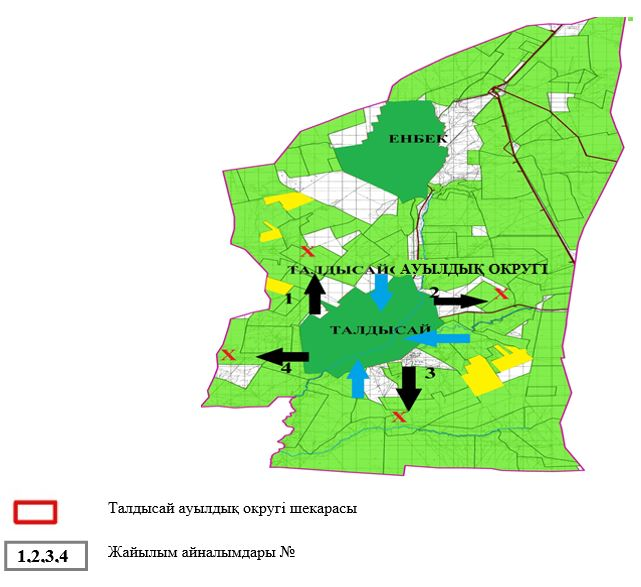 ЕНБЕК
X
ТАЛДЫСАЙС АУЫЛДЫҚ ОКРУГІ
1
2
X
ТАЛДЫСАЙ
X
4
3
X
Талдысай ауылдық округі шекарасы
1,2,3,4 Жайылым айналымдары №